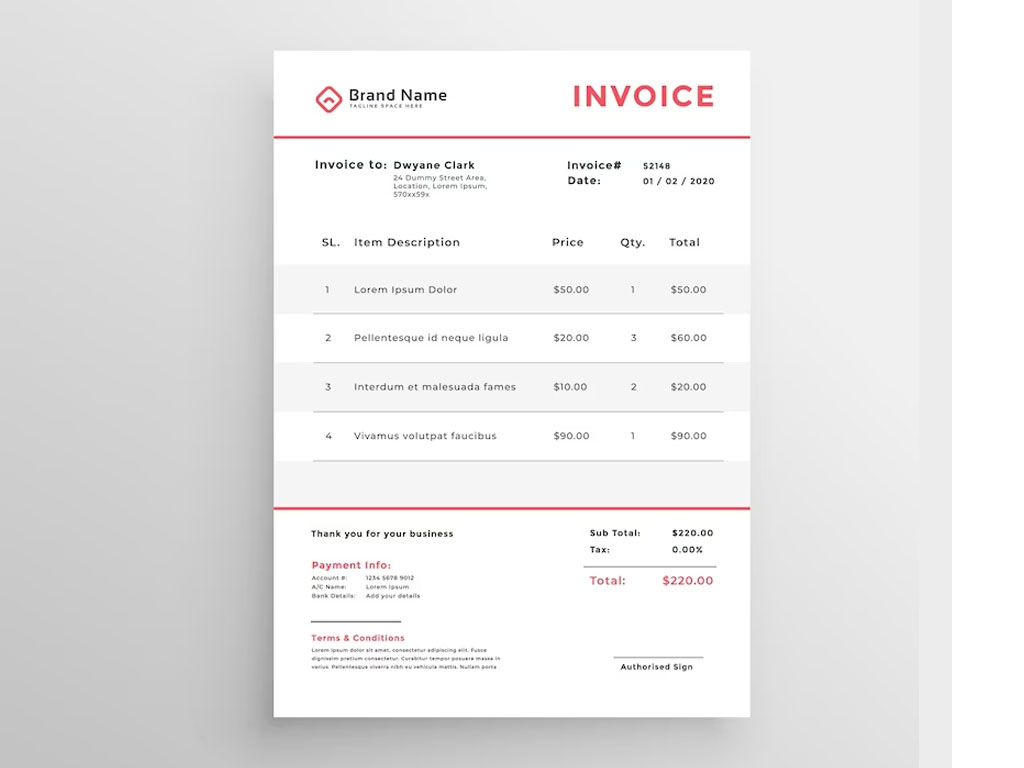 Brand Name
TAGLINE SPACE HERE
INVOICE
Invoice to: Dwyane Clark
24 Dummy Street Area,
Location, Lorem Ipsum,
570xx59x
Invoice# 52148
Date: 01 / 02 / 2020
SL. Item Description Price Qty. Total
1 Lorem Ipsum Dolor $50.00 1 $50.00
2 Pellentesque id neque ligula $20.00 3 $60.00
3 Interdum et malesuada fames $10.00 2 $20.00
4 Vivamus volutpat faucibus $90.00 1 $90.00
Thank you for your business
Sub Total: $220.00
Tax: 0.00%
Total: $220.00
Payment Info:
Account #: 1234 5678 9012
A/C Name: Lorem Ipsum
Bank Details: Add your details
Terms & Conditions
Lorem ipsum dolor sit amet, consectetur adipiscing elit. Fusce
dignissim pretium consectetur. Curabitur tempor posuere massa in
varius. Pellentesque viverra nibh eu vehicula mattis. Nullam porta
Authorised Sign